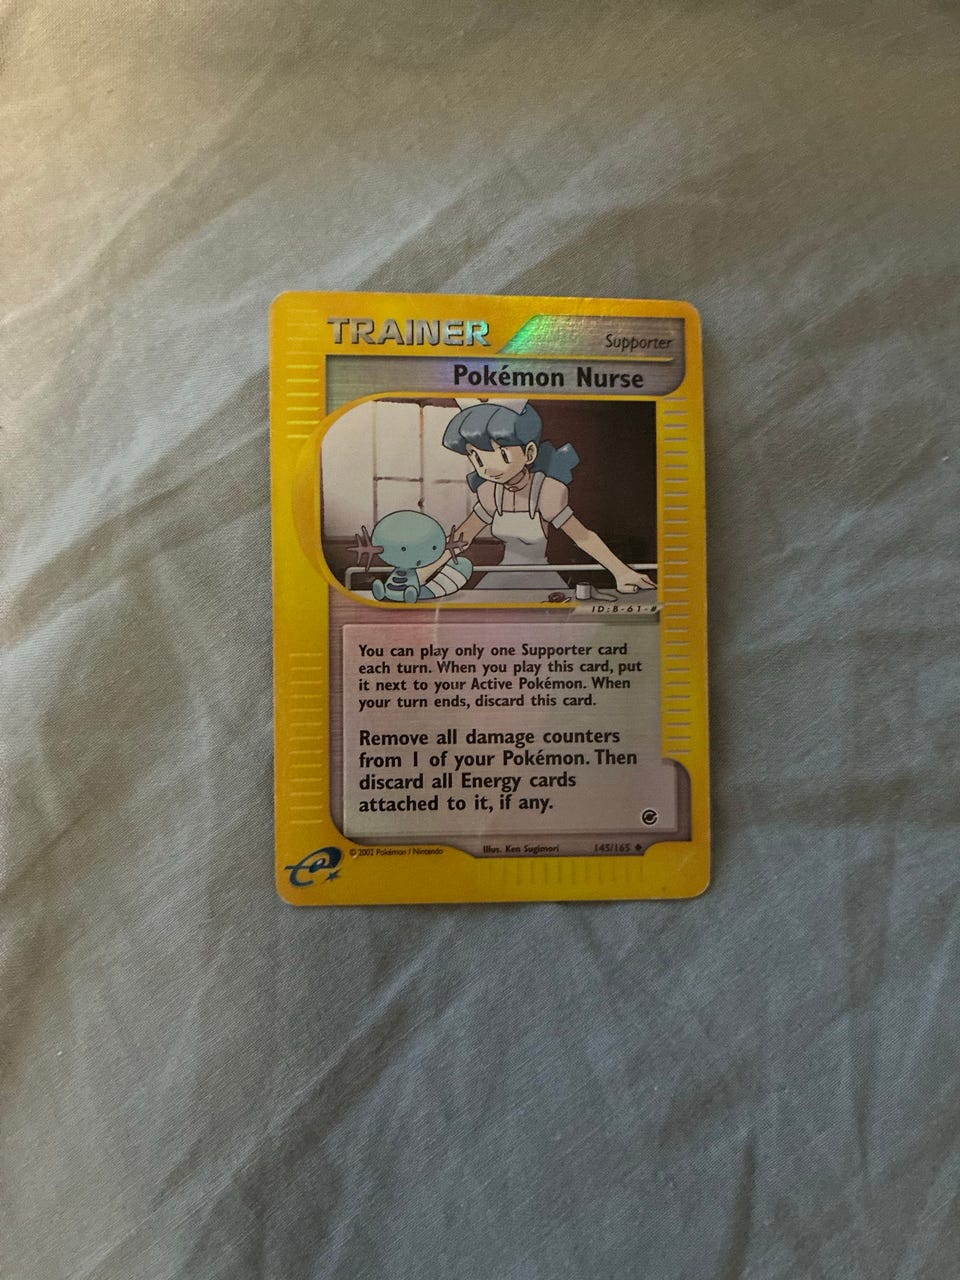 TRAINER
Supporter
Pokémon Nurse
ID:B-61-#
You can play only one Supporter card
each turn. When you play this card, put
it next to your Active Pokémon. When
your turn ends, discard this card.
Remove all damage counters
from 1 of your Pokémon. Then
discard all Energy cards
attached to it, if any.
e
© 2002 Pokémon / Nintendo
Illus. Ken Sugimori
145/165 ◆